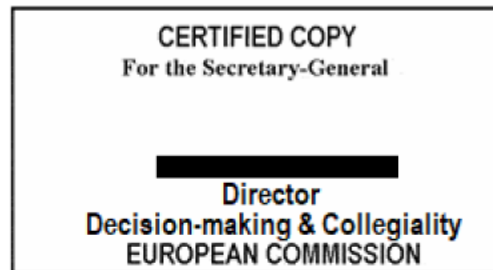 CERTIFIED COPY
For the Secretary-General
Director
Decision-making & Collegiality
EUROPEAN COMMISSION